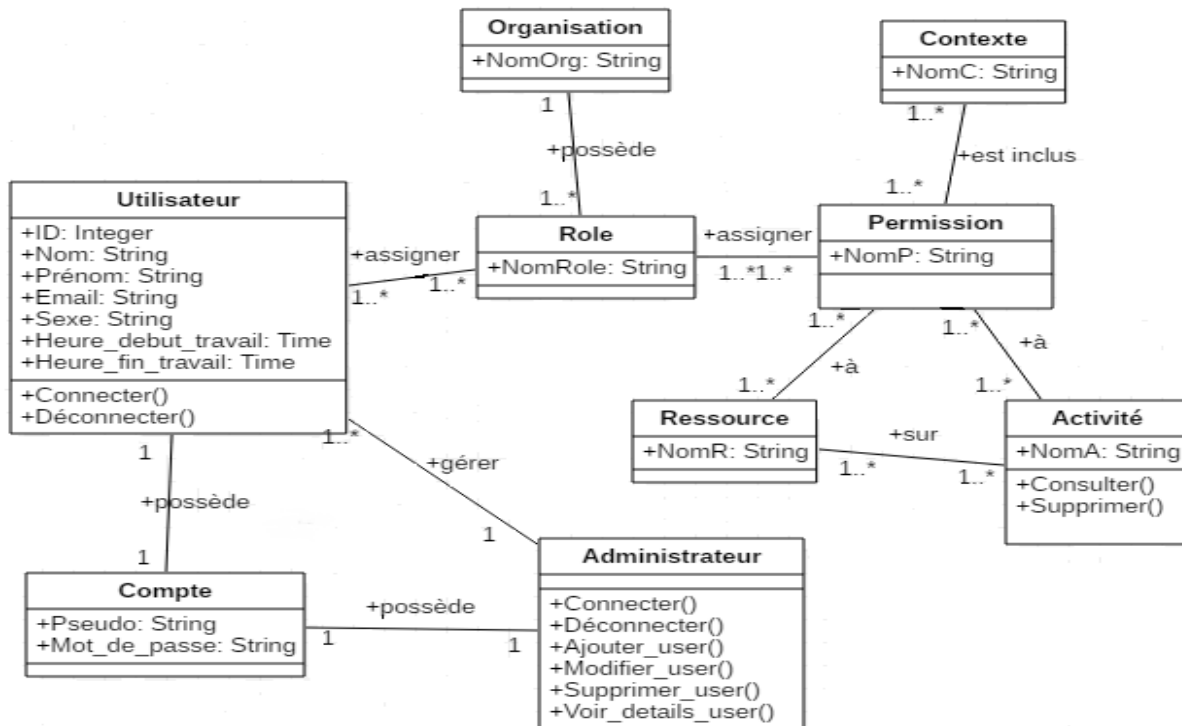 Organisation
+NomOrg: String
1
+possède
1..*
Contexte
+NomC: String
1..*
+est inclus
1..*
Utilisateur
+ID: Integer
+Nom: String
+Prénom: String
+Email: String
+Sexe: String
+Heure_debut_travail: Time
+Heure_fin_travail: Time
+Connecter()
+Déconnecter()
+assigner
1..*
1..*
Role
+NomRole: String
+assigner
1..*1..*
Permission
+NomP: String
1..*
1..*
+à
+à
1..*
1..*
Ressource
+NomR: String
+sur
1..*
1..*
Activité
+NomA: String
+Consulter()
+Supprimer()
1
+possède
1
1..*
+gérer
1
Compte
+Pseudo: String
+Mot_de_passe: String
+possède
1
1
Administrateur
+Connecter()
+Déconnecter()
+Ajouter_user()
+Modifier_user()
+Supprimer_user()
+Voir_details_user()